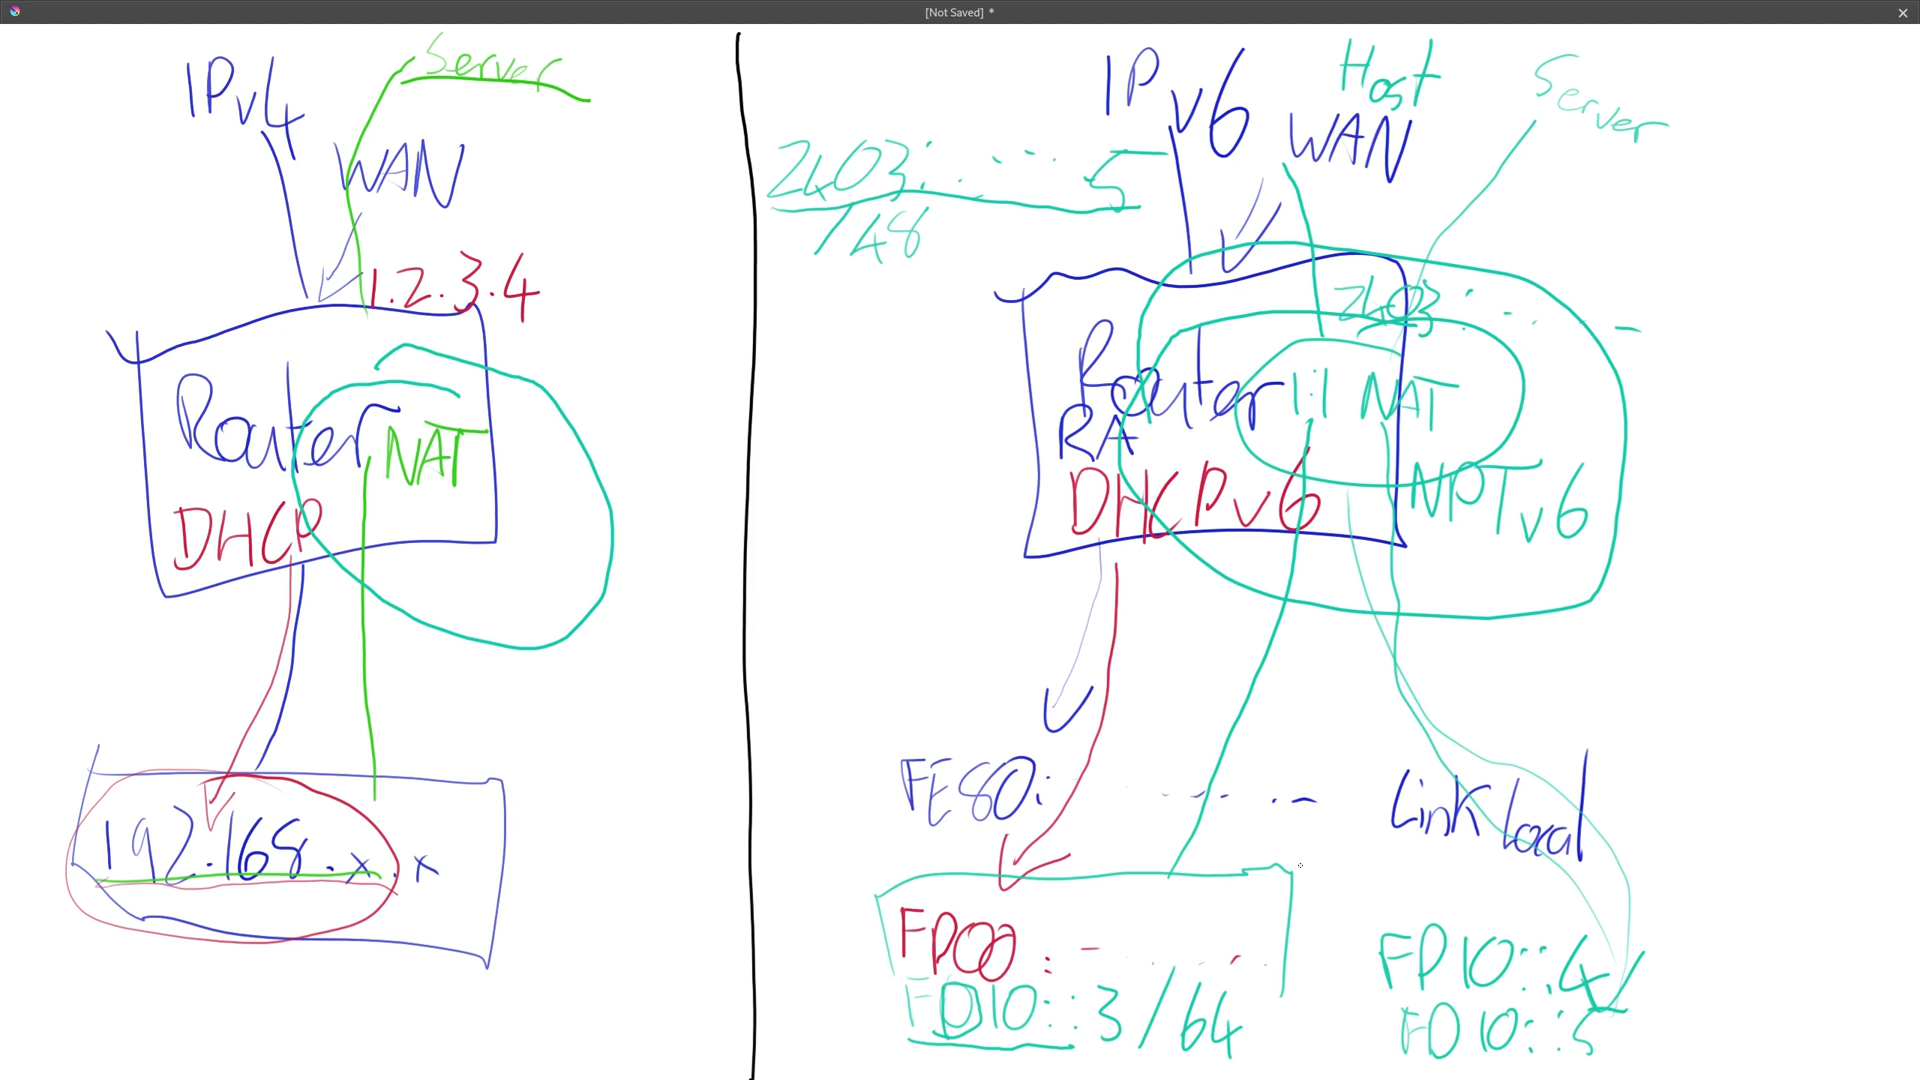 [Not Saved] *
IPv4
Server
WAN
1.2.3.4
Router
NAT
DHCP
192.168.x.x
IPv6
Host
WAN
Server
2403:
5
/48
2403:
Router
1:1 NAT
RA
DHCPv6
NPTv6
FE80:
Link Local
FD00:
FD10::3/64
FD10::4
FD10::5